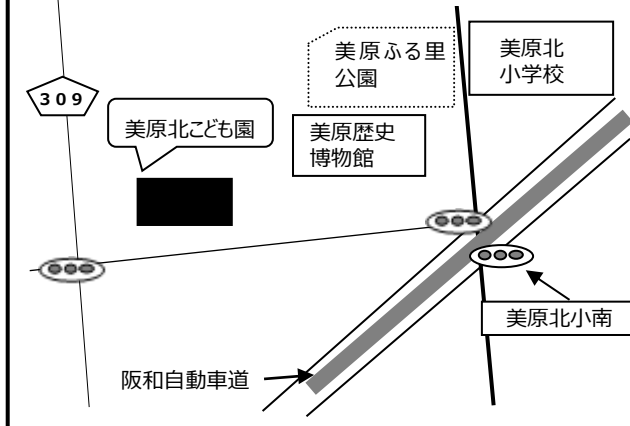 美原ふる里
公園
美原北
小学校
309
美原北こども園
美原歴史
博物館
美原北小南
阪和自動車道